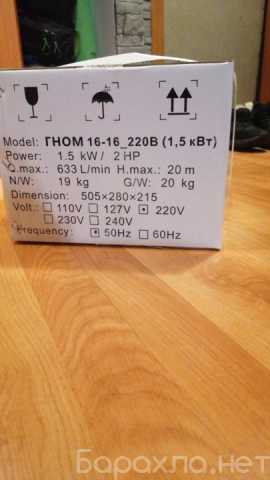 Model: ГНОМ 16-16_220В (1,5 кВт)
Power: 1.5 kW/ 2 HP
Q.max.: 633 L/min H.max.: 20 m
N/W: 19 kg G/W: 20 kg
Dimension: 505×280×215
Volt.: 110V 127V 220V
230V 240V
Frequency: 50Hz 60Hz
Барахла.нет